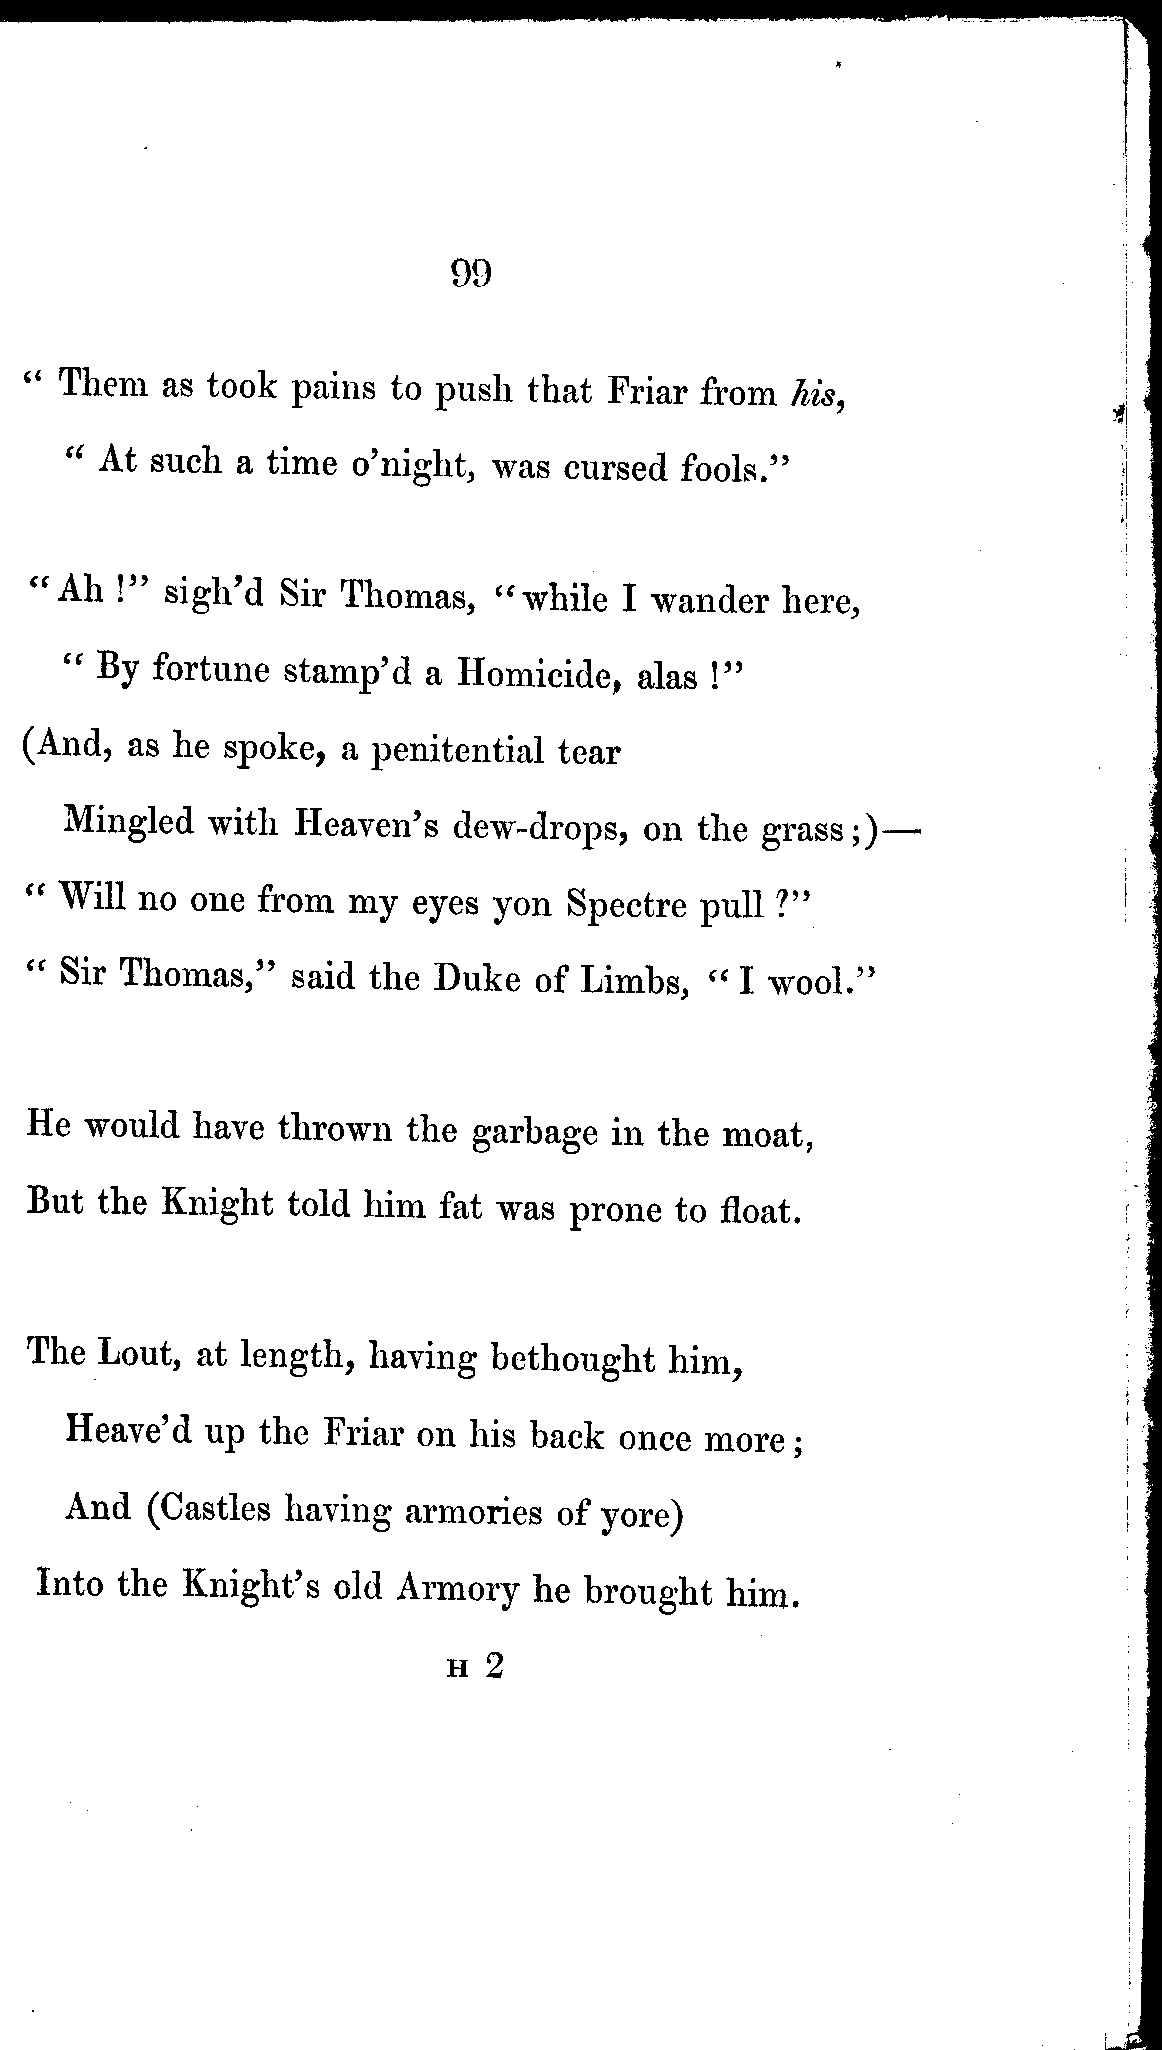 99
“ Them as took pains to push that Friar from his,
“ At such a time o’night, was cursed fools.”
“ Ah !” sigh’d Sir Thomas, “ while I wander here,
“ By fortune stamp’d a Homicide, alas !”
(And, as he spoke, a penitential tear
Mingled with Heaven’s dew-drops, on the grass ;)—
“ Will no one from my eyes yon Spectre pull ?”
“ Sir Thomas,” said the Duke of Limbs, “ I wool.”
He would have thrown the garbage in the moat,
But the Knight told him fat was prone to float.
The Lout, at length, having bethought him,
Heave’d up the Friar on his back once more ;
And (Castles having armories of yore)
Into the Knight’s old Armory he brought him.
H 2